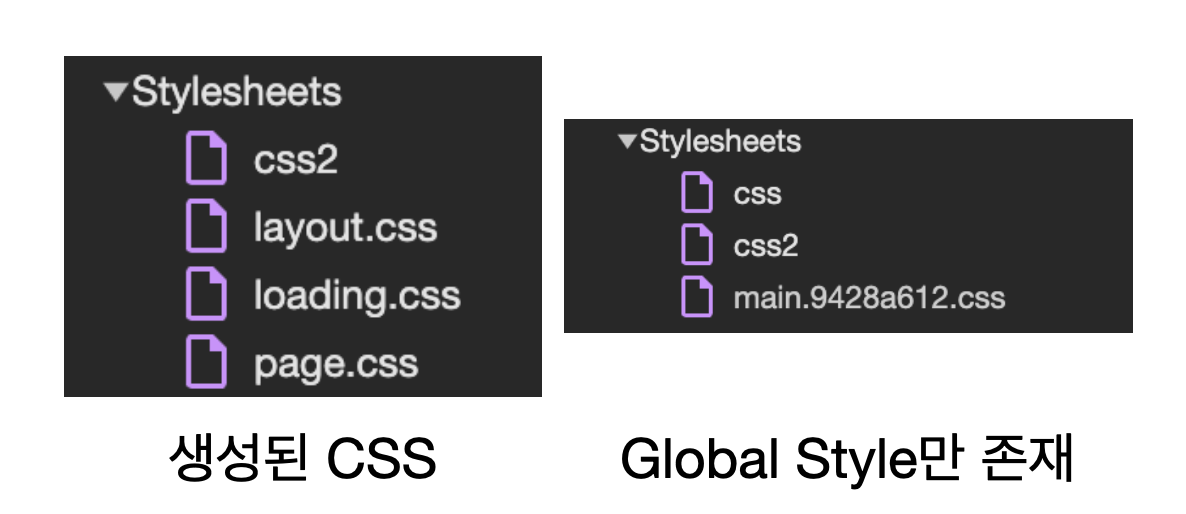 Stylesheets
css2
layout.css
loading.css
page.css
생성된 CSS
Stylesheets
css
css2
main.9428a612.css
Global Style만 존재